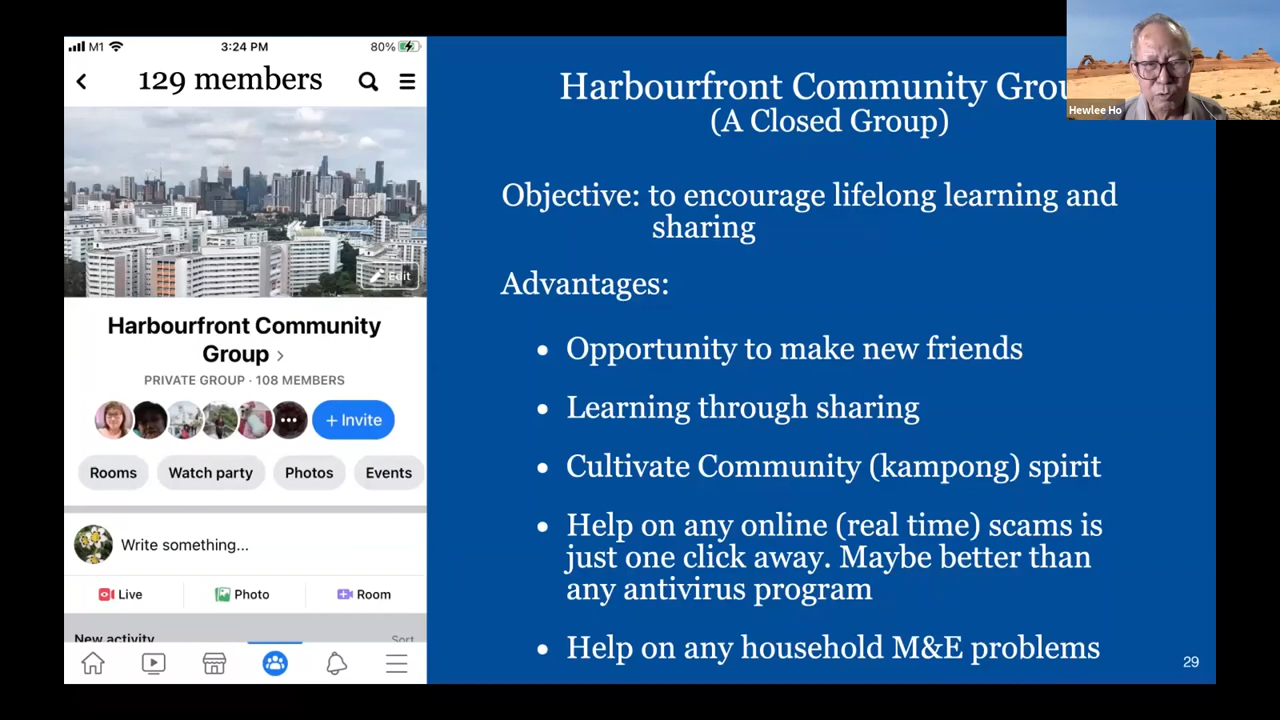 M1
3:24 PM
80%
129 members
Edit
Harbourfront Community
Group
PRIVATE GROUP · 108 MEMBERS
+ Invite
Rooms
Watch party
Photos
Events
Write something...
Live
Photo
Room
New activity
Sort
Harbourfront Community Grou
(A Closed Group)
Objective: to encourage lifelong learning and
sharing
Advantages:
• Opportunity to make new friends
• Learning through sharing
• Cultivate Community (kampong) spirit
• Help on any online (real time) scams is
just one click away. Maybe better than
any antivirus program
• Help on any household M&E problems
29
Hewlee Ho